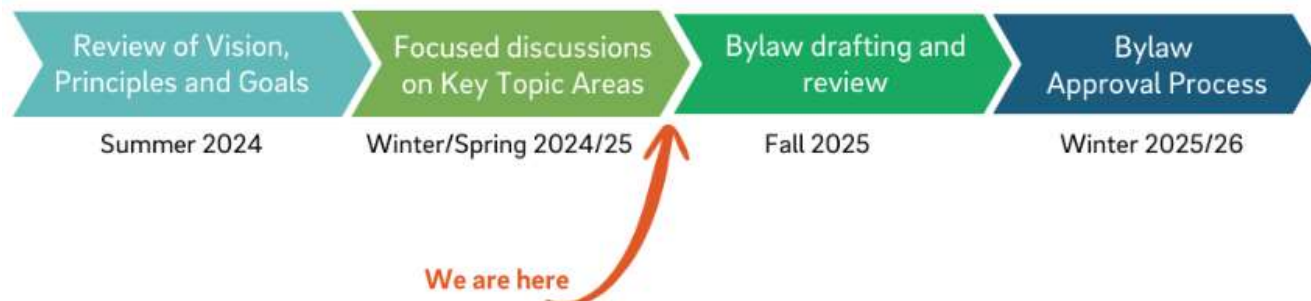 Review of Vision,
Principles and Goals
Focused discussions
on Key Topic Areas
Bylaw drafting and
review
Bylaw
Approval Process
Summer 2024
Winter/Spring 2024/25
Fall 2025
Winter 2025/26
We are here